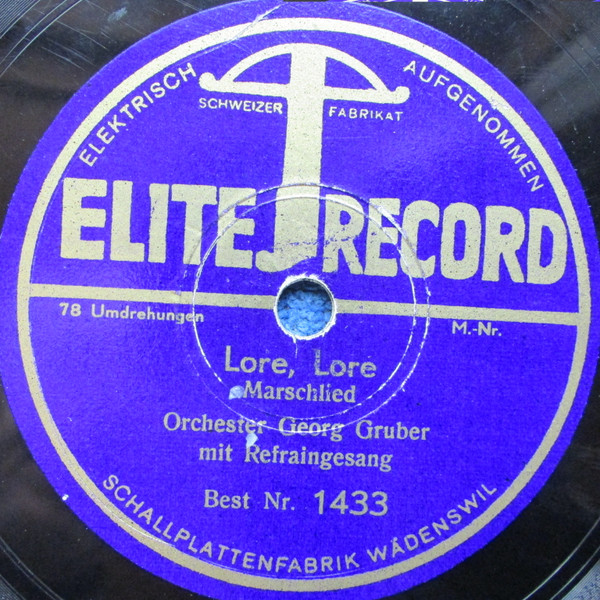 ELEKTRISCH AUFGENOMMEN
SCHWEIZER FABRIKAT
ELITE RECORD
78 Umdrehungen
M.-Nr.
Lore, Lore
Marschlied
Orchester Georg Gruber
mit Refraingesang
Best Nr. 1433
SCHALLPLATTENFABRIK WÄDENSWIL